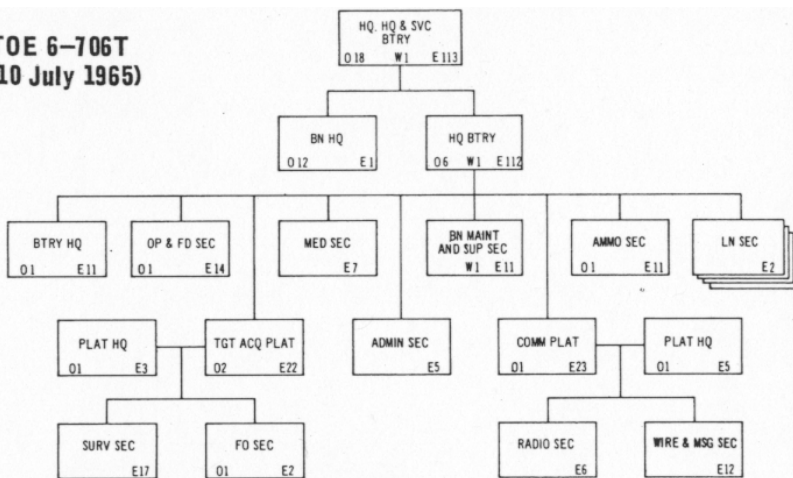 TOE 6-706T
10 July 1965)
HQ. HQ & SVC
BTRY
O18 W1 E113
BN HQ
O12 E1
HQ BTRY
O6 W1 E112
BTRY HQ
O1 E11
OP & FD SEC
O1 E14
MED SEC
E7
BN MAINT
AND SUP SEC
W1 E11
AMMO SEC
O1 E11
LN SEC
E2
PLAT HQ
O1 E3
TGT ACQ PLAT
O2 E22
ADMIN SEC
E5
COMM PLAT
O1 E23
PLAT HQ
O1 E5
SURV SEC
E17
FO SEC
O1 E2
RADIO SEC
E6
WIRE & MSG SEC
E12